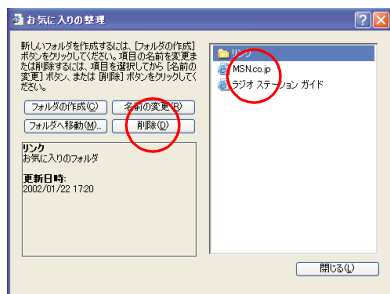 お気に入りの整理
新しいフォルダを作成するには、[フォルダの作成]
ボタンをクリックしてください。項目の名前を変更ま
たは削除するには、項目を選択してから [名前の
変更] ボタン、または [削除] ボタンをクリックしてく
ださい。
フォルダの作成(C)
名前の変更(R)
フォルダへ移動(M)...
削除(D)
リンク
お気に入りのフォルダ
更新日時:
2002/01/22 17:20
リンク
MSN.co.jp
ラジオ ステーション ガイド
閉じる(L)